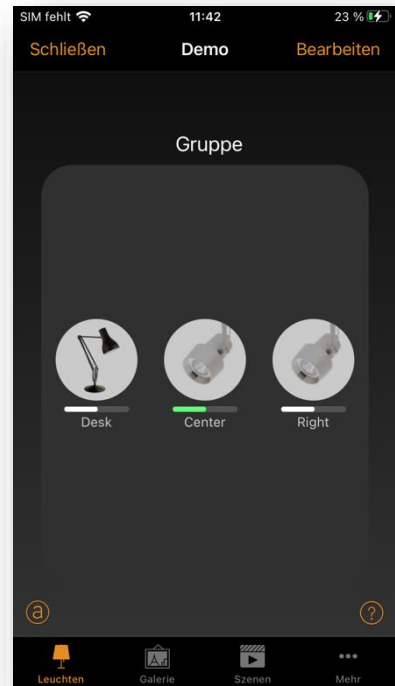 SIM fehlt 11:42 23 %
Schließen Demo Bearbeiten
Gruppe
Desk Center Right
a ?
Leuchten Galerie Szenen Mehr